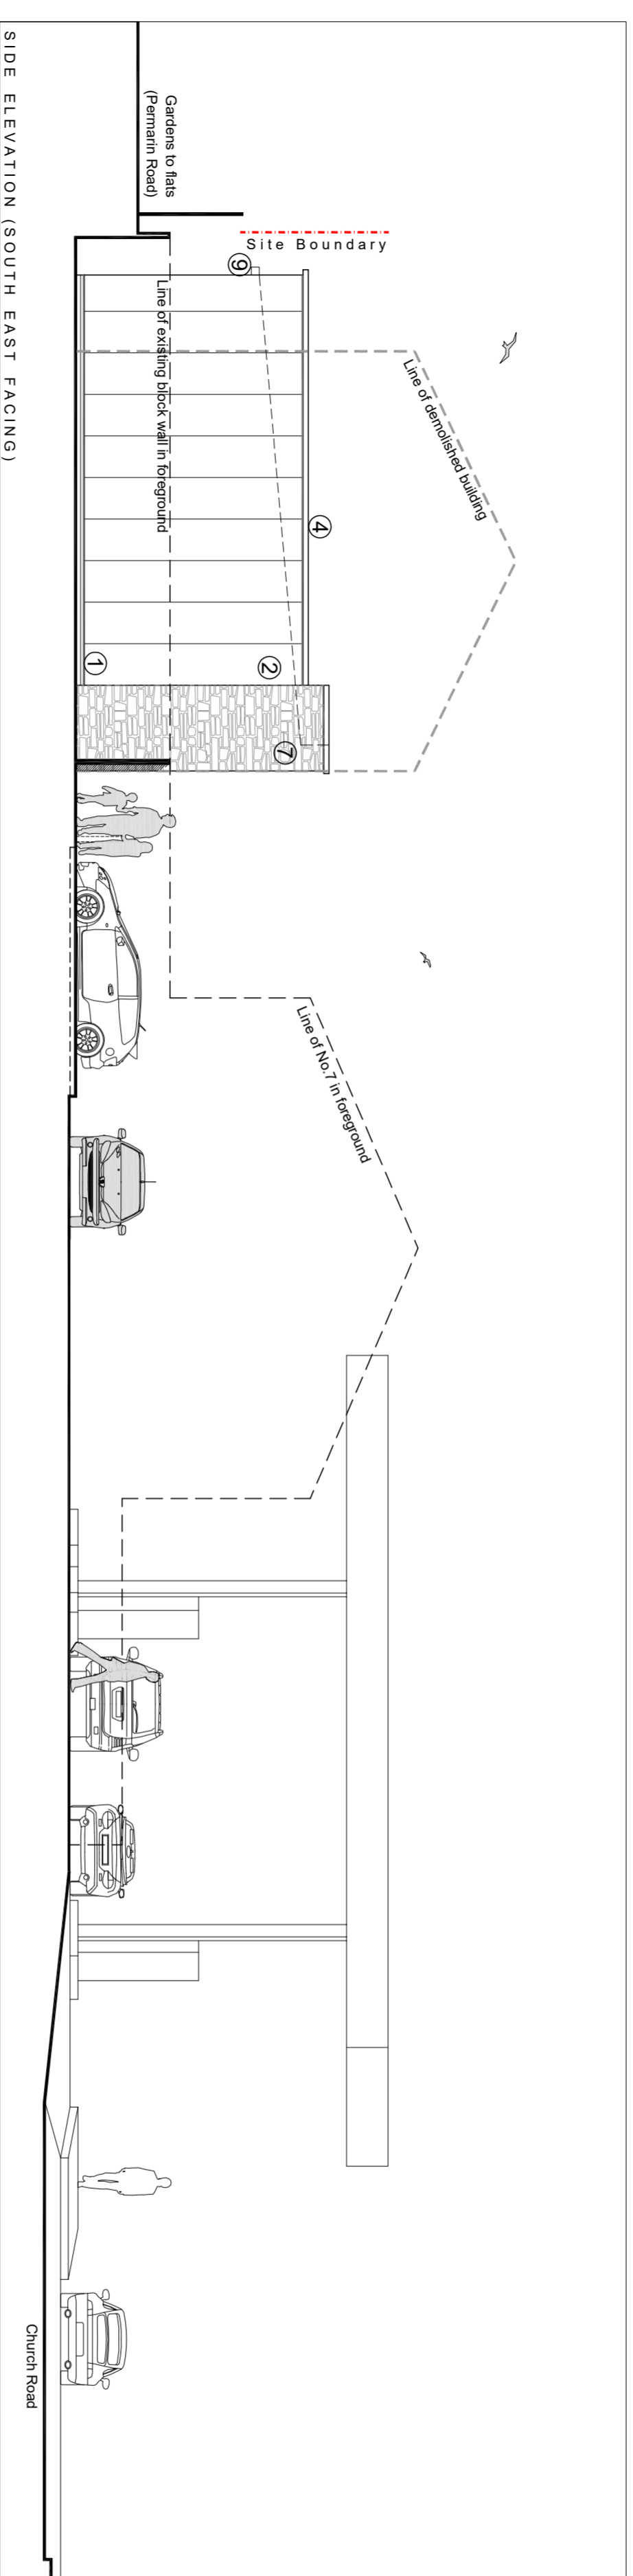 Gardens to flats
(Permarin Road)
Site Boundary
9
Line of existing block wall in foreground
Line of demolished building
4
1
2
7
Line of No.7 in foreground
Church Road
SIDE ELEVATION (SOUTH EAST FACING)